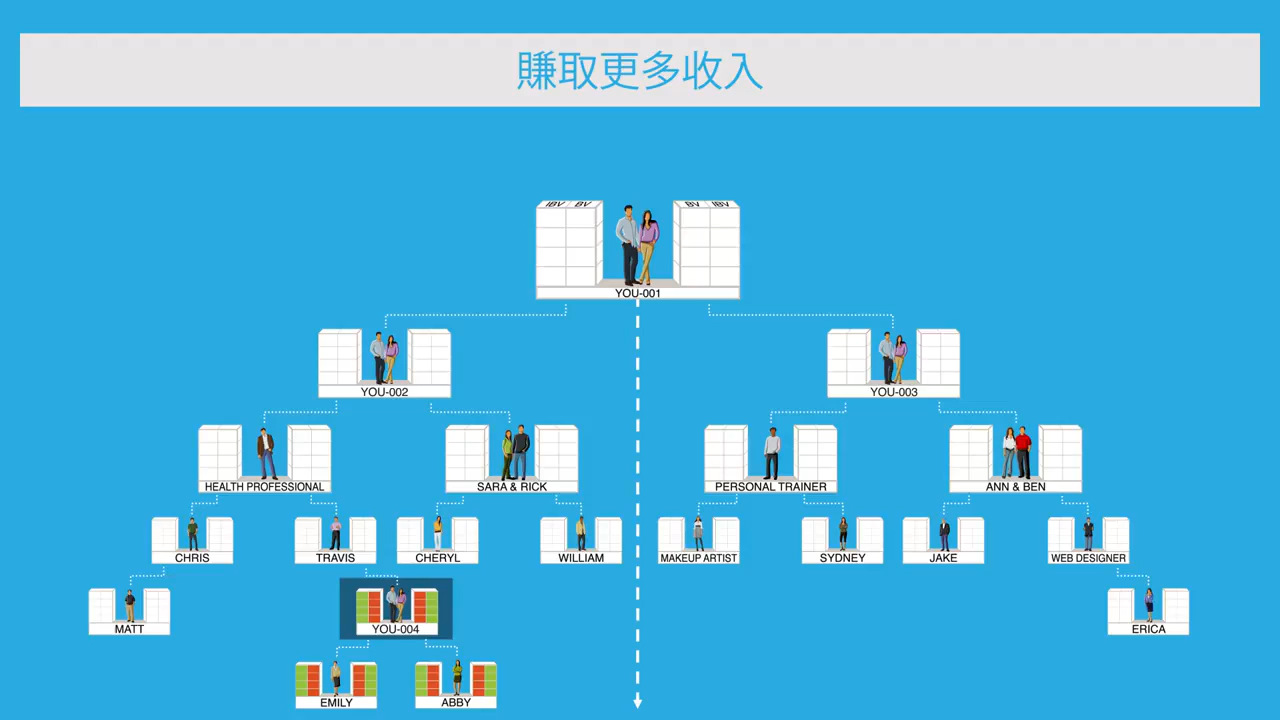 賺取更多收入
IBV BV BV IBV
YOU-001
YOU-002 YOU-003
HEALTH PROFESSIONAL SARA & RICK PERSONAL TRAINER ANN & BEN
CHRIS TRAVIS CHERYL WILLIAM MAKEUP ARTIST SYDNEY JAKE WEB DESIGNER
MATT YOU-004 ERICA
EMILY ABBY